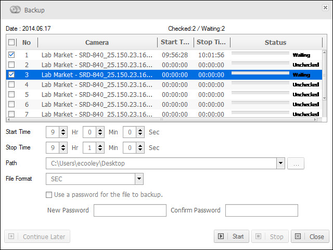 Backup
Date : 2014.06.17 Checked:2 / Waiting:2
No Camera Start T... Stop Ti... Status
1 Lab Market - SRD-840_25.150.23.16... 09:56:28 10:01:56 Waiting
2 Lab Market - SRD-840_25.150.23.16... 00:00:00 00:00:00 Unchecked
3 Lab Market - SRD-840_25.150.23.16... 00:00:00 00:00:00 Waiting
4 Lab Market - SRD-840_25.150.23.16... 00:00:00 00:00:00 Unchecked
5 Lab Market - SRD-840_25.150.23.16... 00:00:00 00:00:00 Unchecked
6 Lab Market - SRD-840_25.150.23.16... 00:00:00 00:00:00 Unchecked
7 Lab Market - SRD-840_25.150.23.16... 00:00:00 00:00:00 Unchecked
Start Time 9 Hr 0 Min 0 Sec
Stop Time 9 Hr 1 Min 0 Sec
Path C:\Users\ecooley\Desktop ...
File Format SEC
Use a password for the file to backup.
New Password Confirm Password
Continue Later Start Stop Close